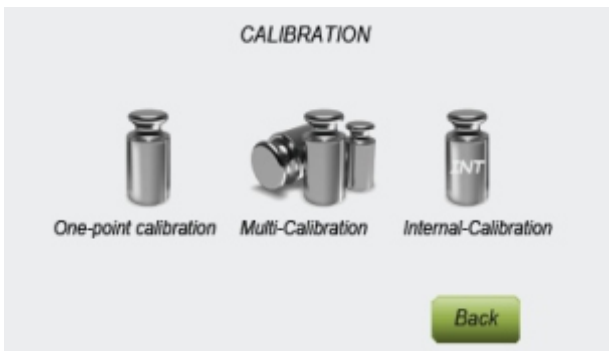 CALIBRATION
INT
One-point calibration Multi-Calibration Internal-Calibration
Back